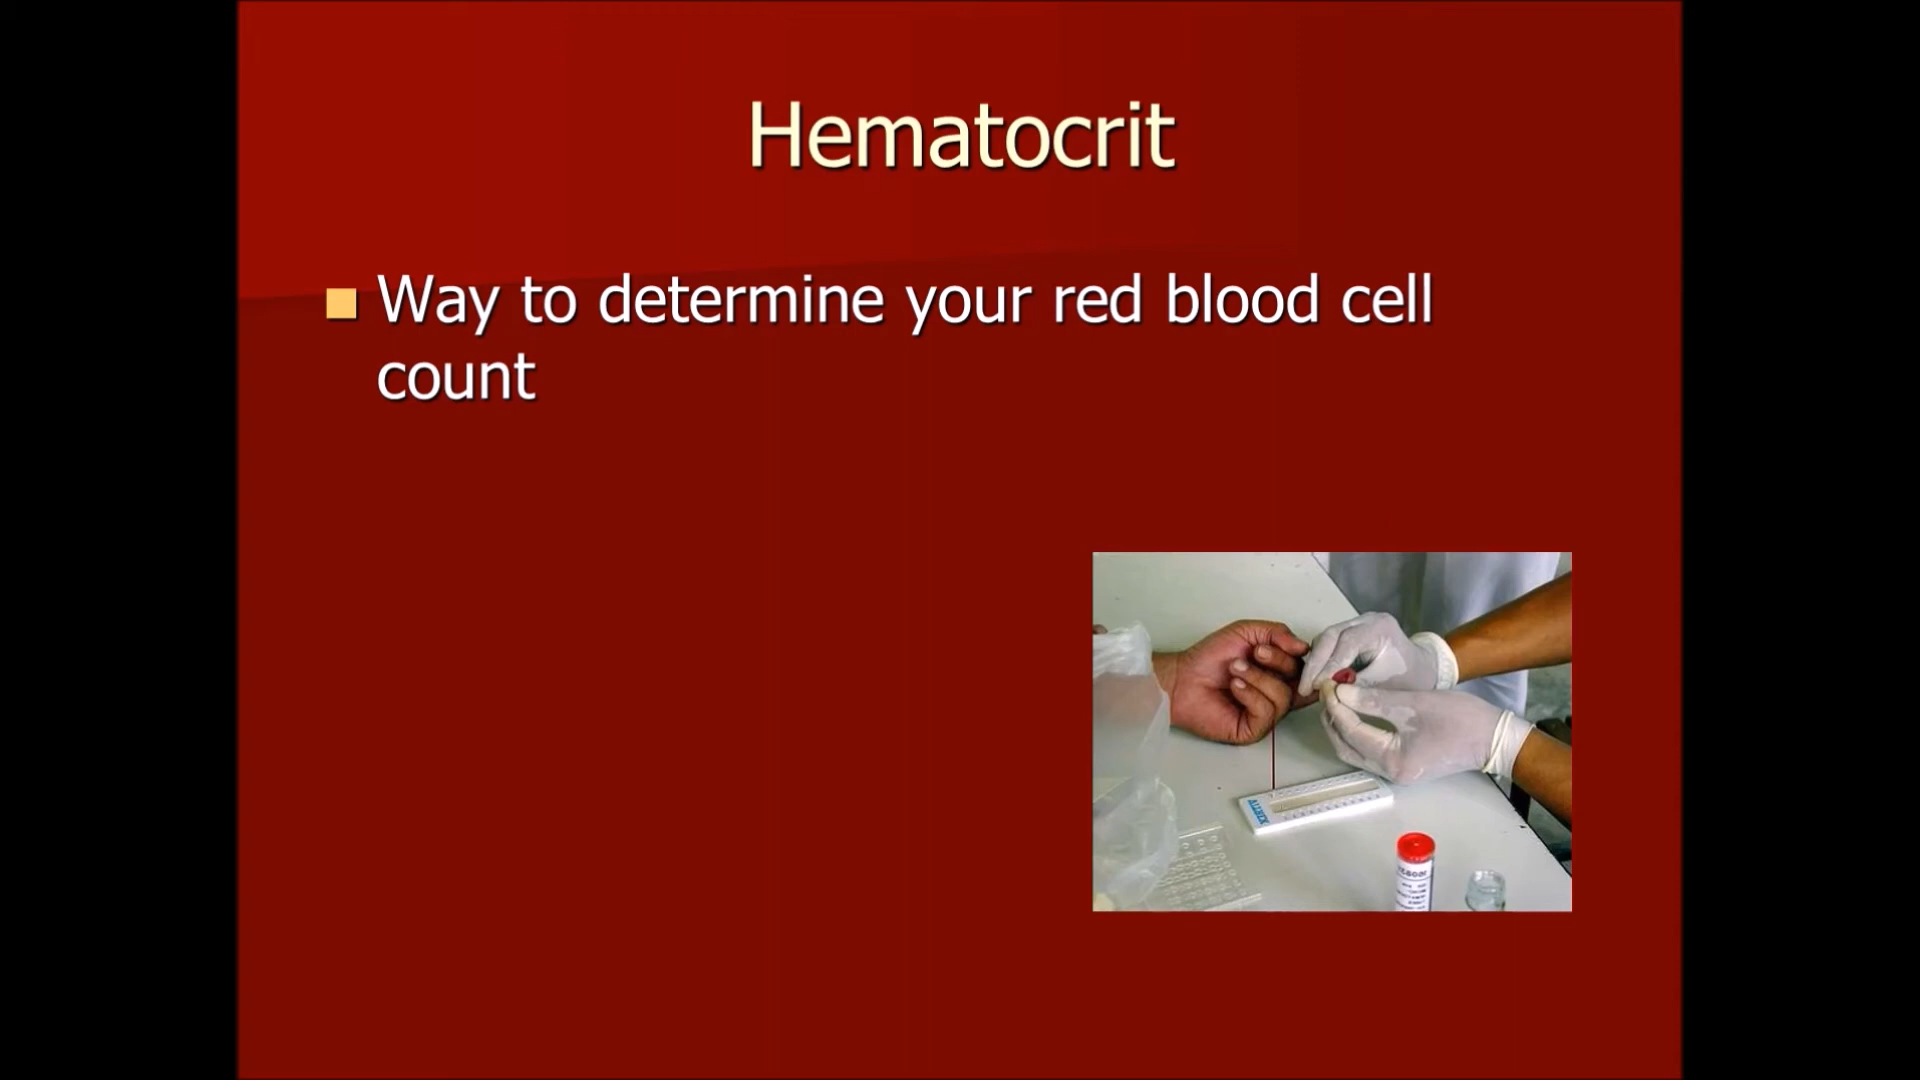 Hematocrit
Way to determine your red blood cell
count